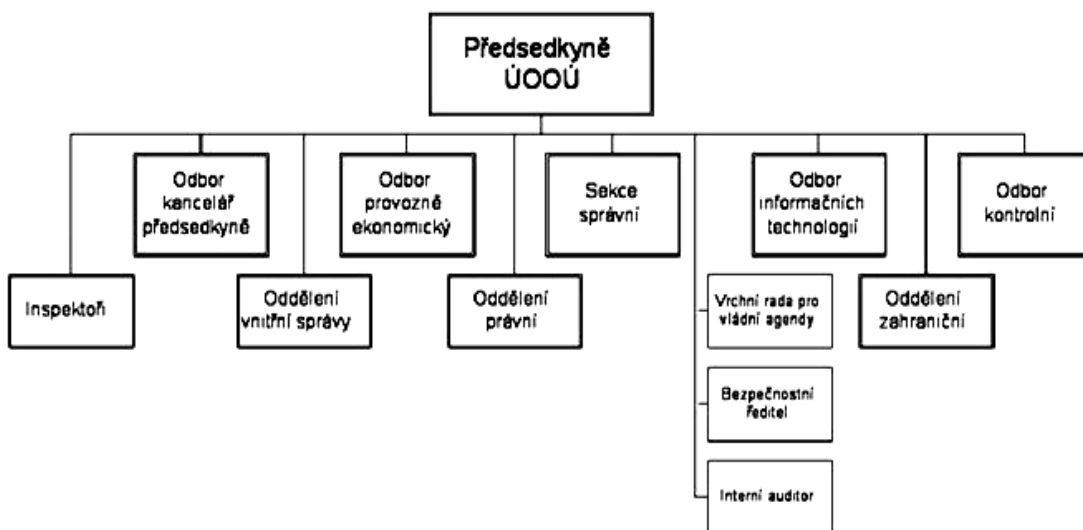 Předsedkyně
ÚOOÚ
Odbor
kancelář
předsedkyně
Odbor
provozně
ekonomický
Sekce
správní
Odbor
informačních
technologií
Odbor
kontrolní
Inspektoři
Oddělení
vnitřní správy
Oddělení
právní
Vrchní rada pro
vládní agendy
Oddělení
zahraniční
Bezpečnostní
ředitel
Interní auditor